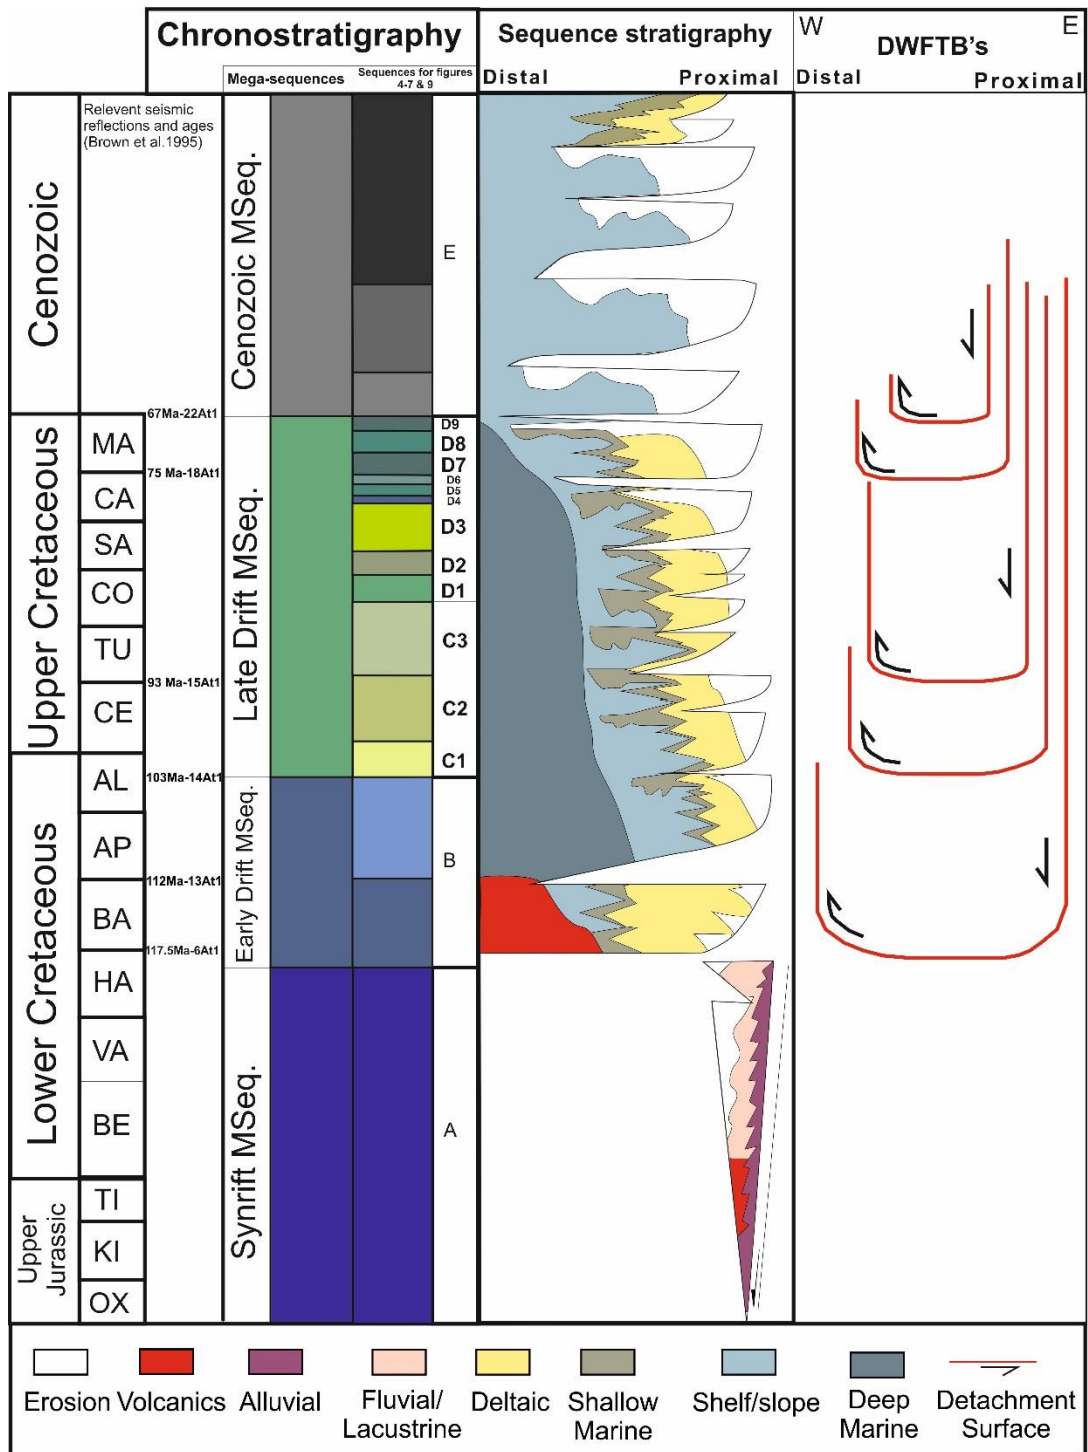 Chronostratigraphy
Mega-sequences
Sequences for figures
4-7 & 9
Sequence stratigraphy
Distal
Proximal
W
E
DWFTB's
Distal
Proximal
Relevent seismic
reflections and ages
(Brown et al.1995)
Cenozoic
Cenozoic MSeq.
E
67Ma-22At1
Upper Cretaceous
MA
75 Ma-18At1
CA
SA
CO
TU
93 Ma-15At1
CE
Late Drift MSeq.
D9
D8
D7
D6
D5
D4
D3
D2
D1
C3
C2
C1
Lower Cretaceous
AL
103Ma-14At1
AP
112Ma-13At1
BA
117.5Ma-6At1
HA
VA
BE
Early Drift MSeq.
B
Synrift MSeq.
A
Upper
Jurassic
TI
KI
OX
Erosion
Volcanics
Alluvial
Fluvial/
Lacustrine
Deltaic
Shallow
Marine
Shelf/slope
Deep
Marine
Detachment
Surface